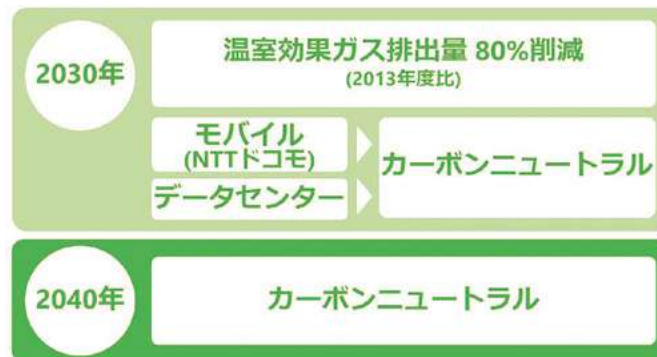 2030年
温室効果ガス排出量 80%削減
(2013年度比)
モバイル
(NTTドコモ)
データセンター
カーボンニュートラル
2040年
カーボンニュートラル